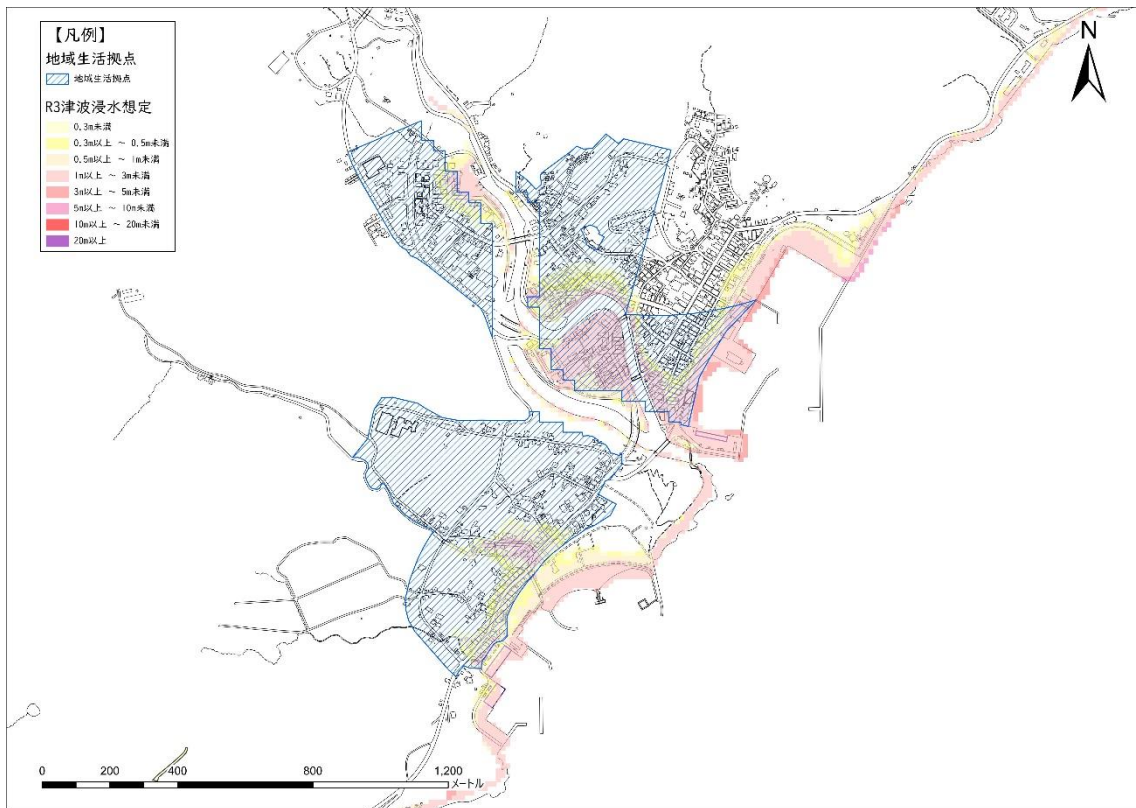 【凡例】
地域生活拠点
地域生活拠点
R3津波浸水想定
0.3m未満
0.3m以上 ~ 0.5m未満
0.5m以上 ~ 1m未満
1m以上 ~ 3m未満
3m以上 ~ 5m未満
5m以上 ~ 10m未満
10m以上 ~ 20m未満
20m以上
N
0 200 400 800 1,200
メートル